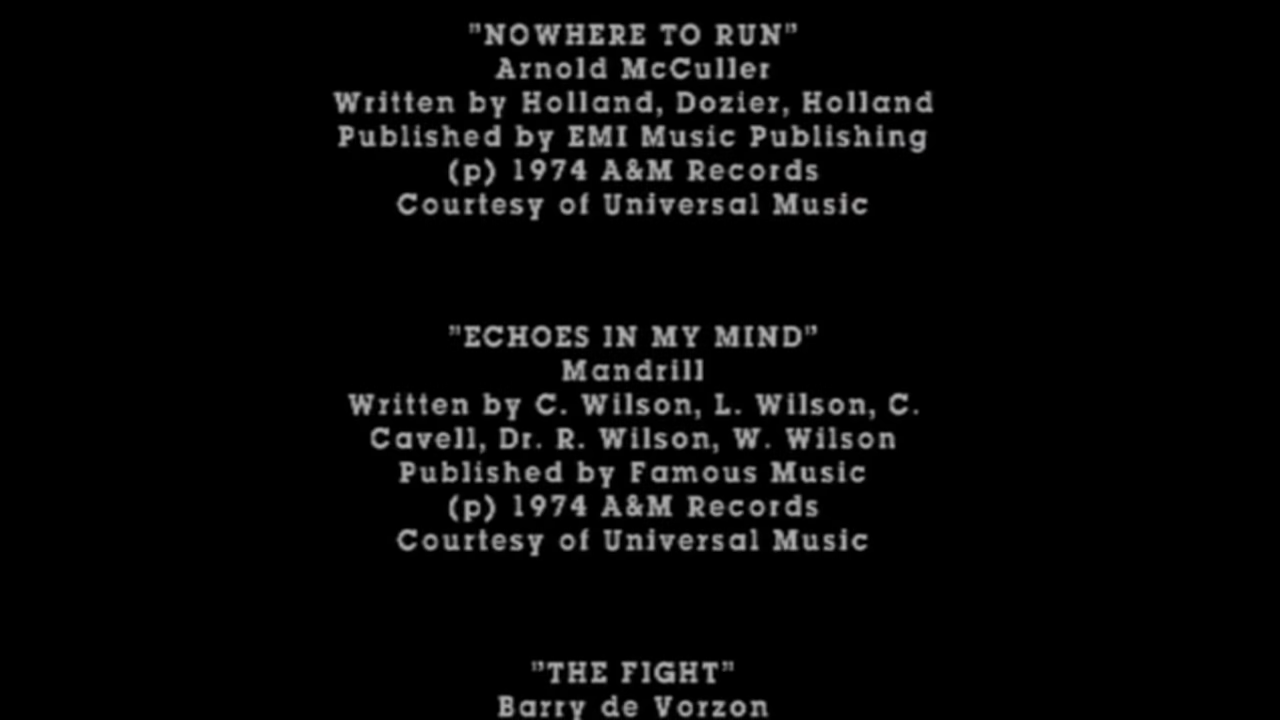 ”NOWHERE TO RUN”
Arnold McCuller
Written by Holland, Dozier, Holland
Published by EMI Music Publishing
(p) 1974 A&M Records
Courtesy of Universal Music
”ECHOES IN MY MIND”
Mandrill
Written by C. Wilson, L. Wilson, C.
Cavell, Dr. R. Wilson, W. Wilson
Published by Famous Music
(p) 1974 A&M Records
Courtesy of Universal Music
”THE FIGHT”
Barry de Vorzon